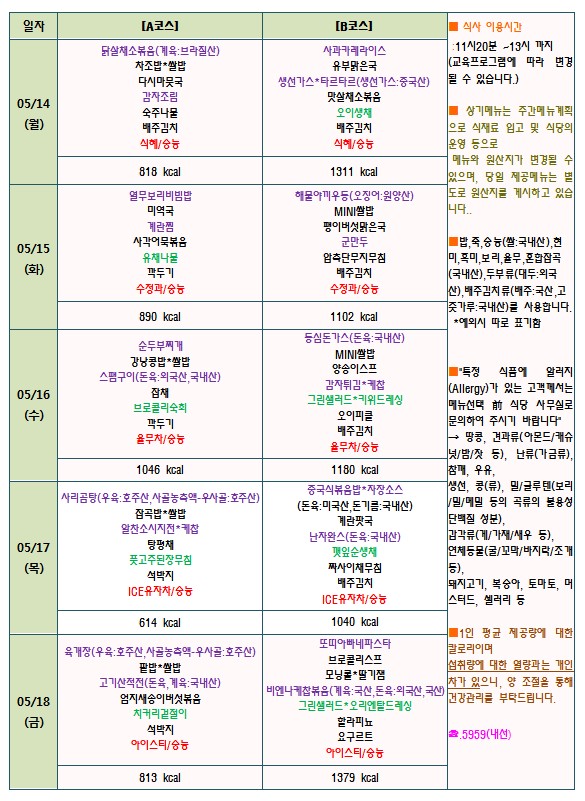 일자
[A코스]
[B코스]
05/14
(월)
닭살채소볶음(계육:브라질산)
차조밥*쌀밥
다시마뭇국
감자조림
숙주나물
배추김치
식혜/숭늉
818 kcal
사과카레라이스
유부맑은국
생선가스*타르타르(생선가스:중국산)
맛살채소볶음
오이생채
배추김치
식혜/숭늉
1311 kcal
05/15
(화)
열무보리비빔밥
미역국
계란찜
사각어묵볶음
유채나물
깍두기
수정과/숭늉
890 kcal
해물야끼우동(오징어:원양산)
MINI쌀밥
팽이버섯맑은국
군만두
압축단무지무침
배추김치
수정과/숭늉
1102 kcal
05/16
(수)
순두부찌개
강낭콩밥*쌀밥
스팸구이(돈육:외국산,국내산)
잡채
브로콜리숙회
깍두기
율무차/숭늉
1046 kcal
등심돈가스(돈육:국내산)
MINI쌀밥
양송이스프
감자튀김*케찹
그린샐러드*키위드레싱
오이피클
배추김치
율무차/숭늉
1180 kcal
05/17
(목)
사리곰탕(우육:호주산,사골농축액-우사골:호주산)
잡곡밥*쌀밥
알찬소시지전*케찹
탕평채
풋고추된장무침
석박지
ICE유자차/숭늉
614 kcal
중국식볶음밥*자장소스
(돈육:미국산,돈기름:국내산)
계란팟국
난자완스(돈육:국내산)
깻잎순생채
짜사이채무침
배추김치
ICE유자차/숭늉
1040 kcal
05/18
(금)
육개장(우육:호주산,사골농축액-우사골:호주산)
팥밥*쌀밥
고기산적전(돈육,계육:국내산)
엄지새송이버섯볶음
치커리겉절이
석박지
아이스티/숭늉
813 kcal
또띠아빠네파스타
브로콜리스프
모닝롤*딸기잼
비엔나케찹볶음(계육:국산,돈육:외국산,국산)
그린샐러드*오리엔탈드레싱
할라피뇨
요구르트
아이스티/숭늉
1379 kcal
■ 식사 이용시간
:11시20분 ~13시 까지
(교육프로그램에 따라 변경
될 수 있습니다.)
■ 상기메뉴는 주간메뉴계획
으로 식재료 입고 및 식당의
운영 등으로
메뉴와 원산지가 변경될 수
있으며, 당일 제공메뉴는 별
도로 원산지를 게시하고 있습
니다..
■밥,죽,숭늉(쌀:국내산),현
미,흑미,보리,율무,혼합잡곡
(국내산),두부류(대두:외국
산),배추김치류(배추:국산,고
춧가루:국내산)를 사용합니다.
*예외시 따로 표기함
■"특정 식품에 알러지
(Allergy)가 있는 고객께서는
메뉴선택 前 식당 사무실로
문의하여 주시기 바랍니다"
→ 땅콩, 견과류(아몬드/캐슈
넛/밤/잣 등), 난류(가금류),
참깨, 우유,
생선, 콩(류), 밀/글루텐(보리
/밀/메밀 등의 곡류의 불용성
단백질 성분),
갑각류(게/가재/새우 등),
연체동물(굴/꼬막/바지락/조개
등),
돼지고기, 복숭아, 토마토, 머
스터드, 샐러리 등
■1인 평균 제공량에 대한
칼로리이며
섭취량에 대한 열량과는 개인
차가 있으니, 양 조절을 통해
건강관리를 부탁드립니다.
☎.5959(내선)